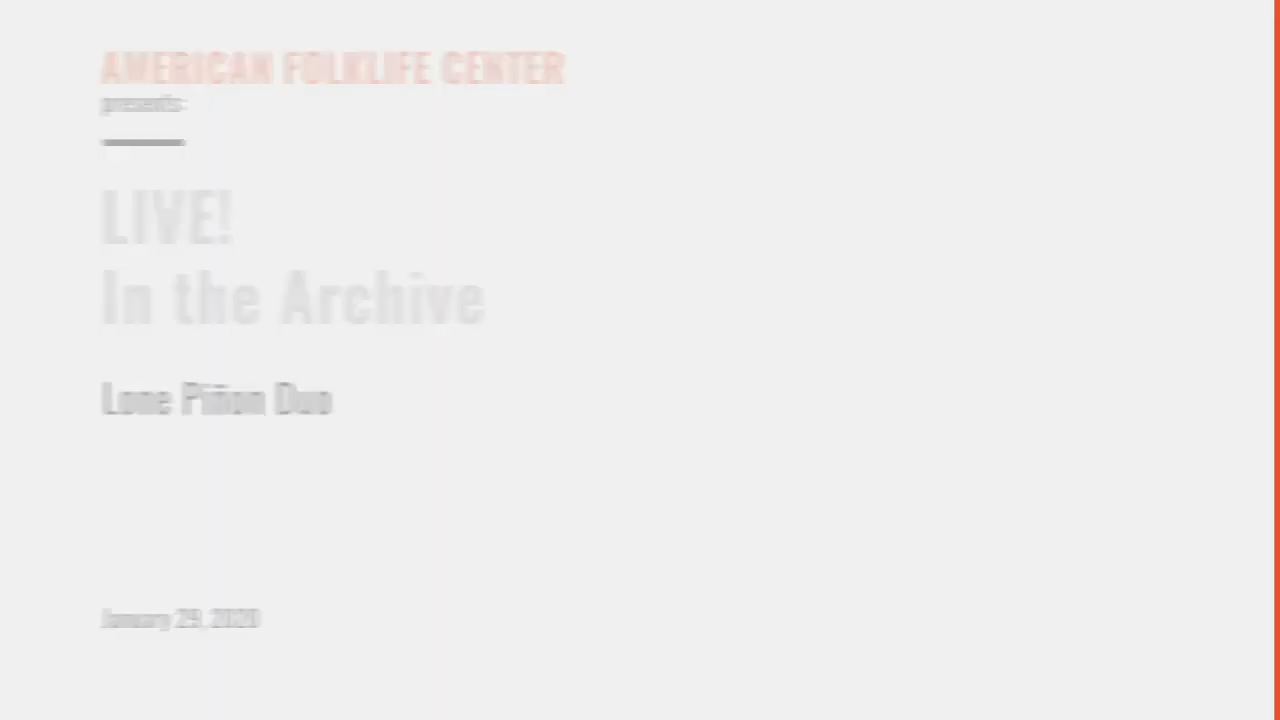 AMERICAN FOLKLIFE CENTER
presents
LIVE!
In the Archive
Lone Piñon Duo
January 29, 2020